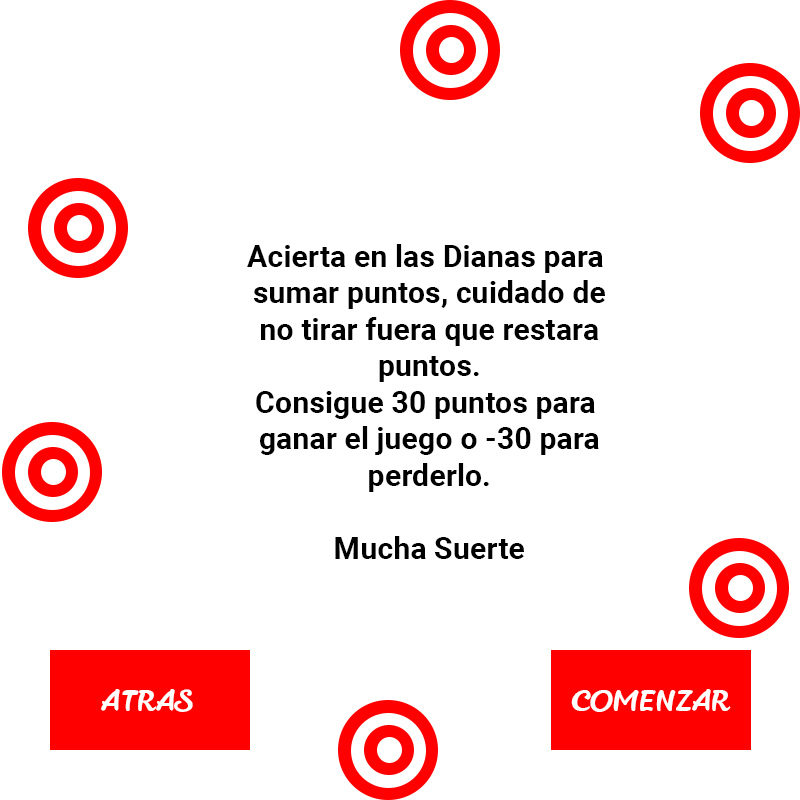 Acierta en las Dianas para
sumar puntos, cuidado de
no tirar fuera que restara
puntos.
Consigue 30 puntos para
ganar el juego o -30 para
perderlo.
Mucha Suerte
ATRAS
COMENZAR